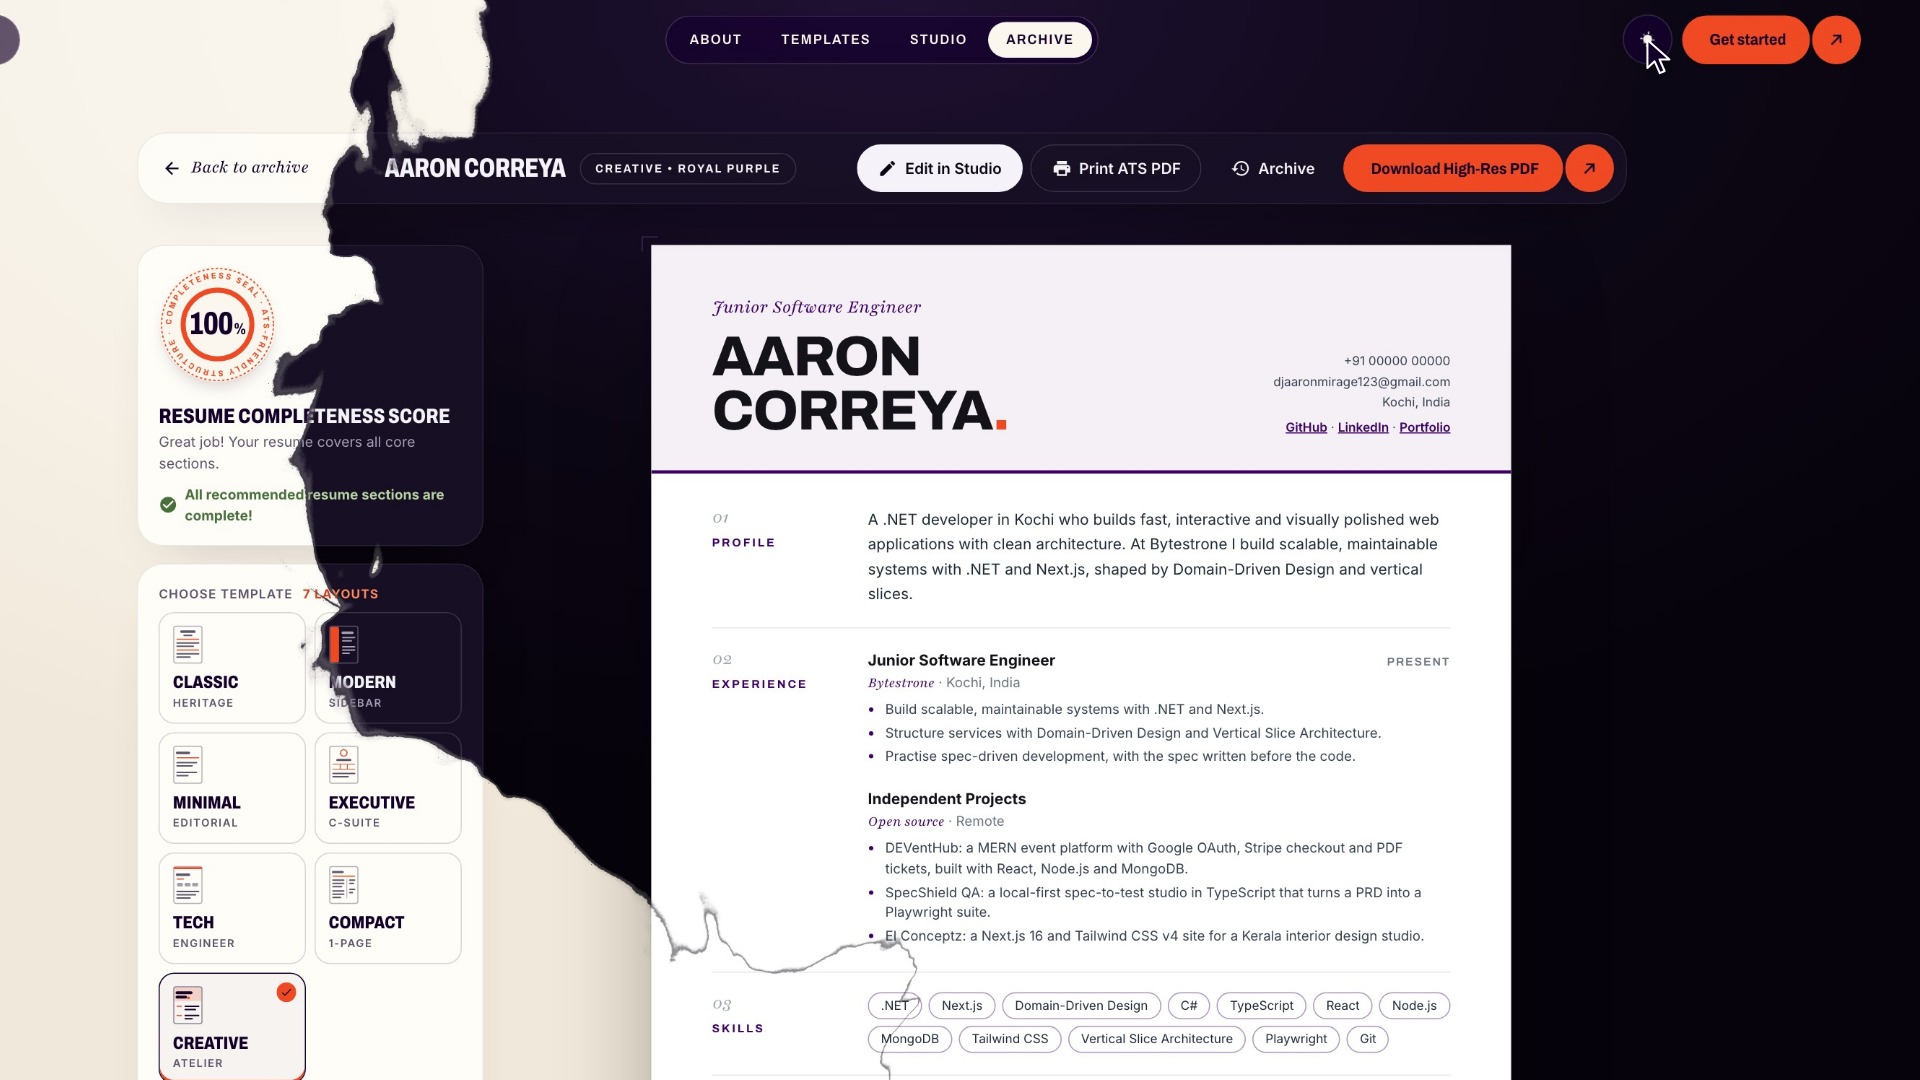 ABOUT TEMPLATES STUDIO ARCHIVE
Get started
Back to archive
AARON CORREYA
CREATIVE • ROYAL PURPLE
Edit in Studio
Print ATS PDF
Archive
Download High-Res PDF
COMPLETENESS SEAL · ATS-FRIENDLY STRUCTURE ·
100%
RESUME COMPLETENESS SCORE
Great job! Your resume covers all core
sections.
All recommended resume sections are
complete!
CHOOSE TEMPLATE 7 LAYOUTS
CLASSIC
HERITAGE
MODERN
SIDEBAR
MINIMAL
EDITORIAL
EXECUTIVE
C-SUITE
TECH
ENGINEER
COMPACT
1-PAGE
CREATIVE
ATELIER
Junior Software Engineer
AARON
CORREYA.
+91 00000 00000
djaaronmirage123@gmail.com
Kochi, India
GitHub · LinkedIn · Portfolio
01
PROFILE
A .NET developer in Kochi who builds fast, interactive and visually polished web
applications with clean architecture. At Bytestrone I build scalable, maintainable
systems with .NET and Next.js, shaped by Domain-Driven Design and vertical
slices.
02
EXPERIENCE
Junior Software Engineer
PRESENT
Bytestrone · Kochi, India
• Build scalable, maintainable systems with .NET and Next.js.
• Structure services with Domain-Driven Design and Vertical Slice Architecture.
• Practise spec-driven development, with the spec written before the code.
Independent Projects
Open source · Remote
• DEVentHub: a MERN event platform with Google OAuth, Stripe checkout and PDF
tickets, built with React, Node.js and MongoDB.
• SpecShield QA: a local-first spec-to-test studio in TypeScript that turns a PRD into a
Playwright suite.
• EI Conceptz: a Next.js 16 and Tailwind CSS v4 site for a Kerala interior design studio.
03
SKILLS
.NET Next.js Domain-Driven Design C# TypeScript React Node.js
MongoDB Tailwind CSS Vertical Slice Architecture Playwright Git